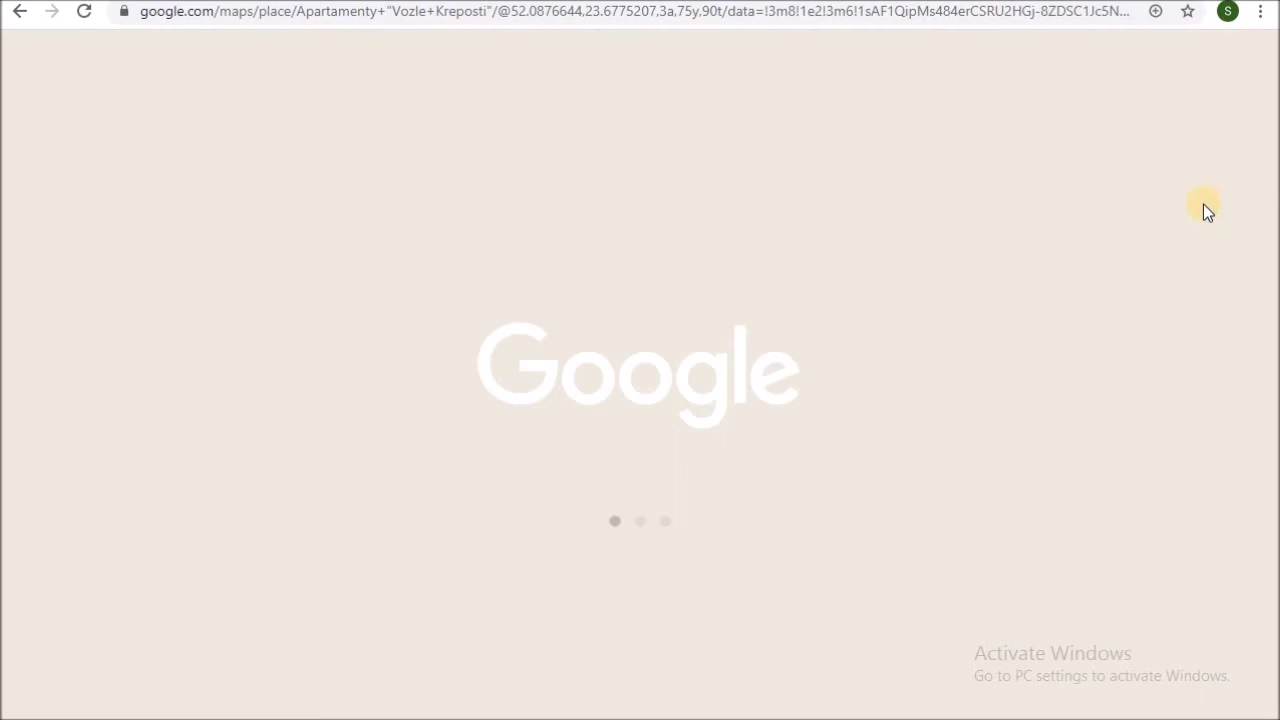 google.com/maps/place/Apartamenty+"Vozle+Kreposti"/@52.0876644,23.6775207,3a,75y,90t/data=!3m8!1e2!3m6!1sAF1QipMs484erCSRU2HGj-8ZDSC1Jc5N...
S
Google
Activate Windows
Go to PC settings to activate Windows.